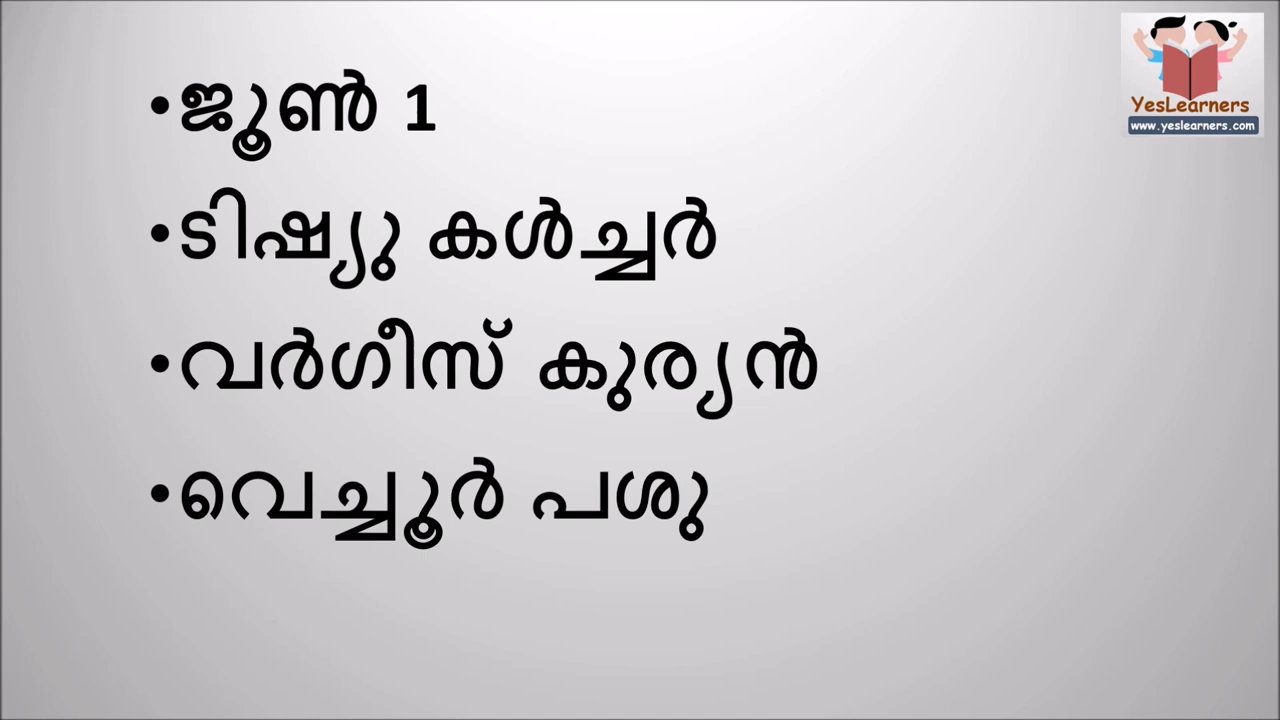 •ജൂൺ 1
•ടിഷ്യു കൾച്ചർ
•വർഗീസ് കുര്യൻ
•വെച്ചൂർ പശു
YesLearners
www.yeslearners.com